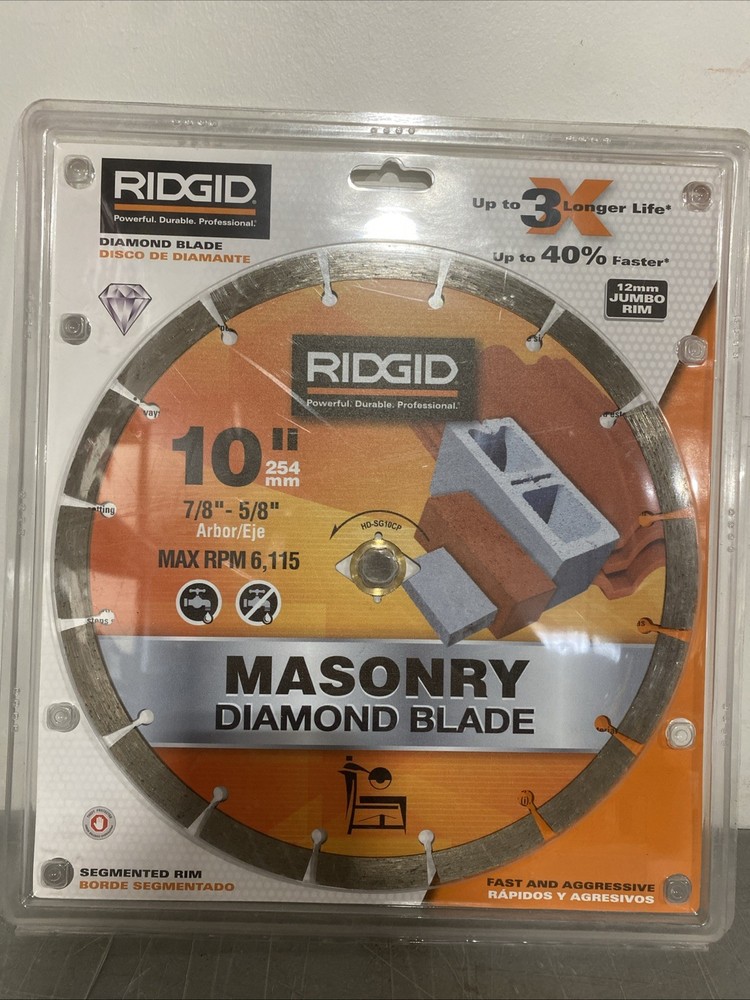 RIDGID
Powerful. Durable. Professional.
DIAMOND BLADE
DISCO DE DIAMANTE
Up to 3X Longer Life*
Up to 40% Faster*
12mm
JUMBO
RIM
RIDGID
Powerful. Durable. Professional.
10"
254
mm
7/8" - 5/8"
Arbor/Eje
MAX RPM 6,115
HD-SG10CP
MASONRY
DIAMOND BLADE
SEGMENTED RIM
BORDE SEGMENTADO
FAST AND AGGRESSIVE
RÁPIDOS Y AGRESIVOS